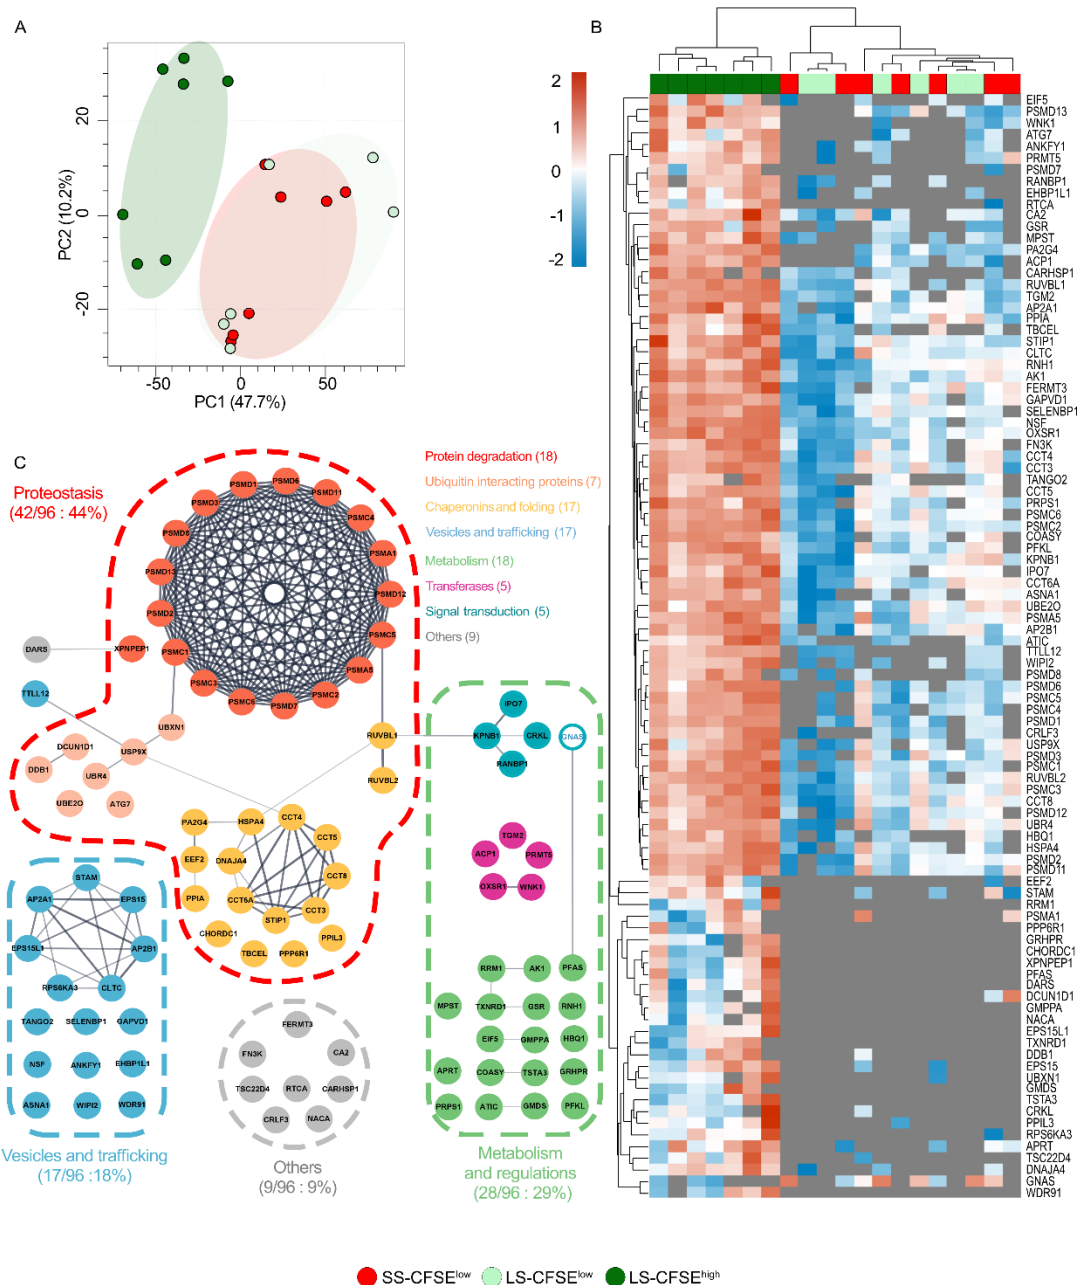 A
B
20
0
-20
PC2 (10.2%)
-50
0
50
PC1 (47.7%)
2
1
0
-1
-2
EIF5
PSMD13
WNK1
ATG7
ANKFY1
PRMT5
PSMD7
RANBP1
EHBP1L1
RTCA
CA2
GSR
MPST
PA2G4
ACP1
CARHSP1
RUVBL1
TGM2
AP2A1
PPIA
TBCEL
STIP1
CLTC
RNH1
AK1
FERMT3
GAPVD1
SELENBP1
NSF
OXSR1
FN3K
CCT4
CCT3
TANGO2
CCT5
PRPS1
PSMC6
PSMC2
COASY
PFKL
KPNB1
IPO7
CCT6A
ASNA1
UBE2O
PSMA5
AP2B1
ATIC
TTLL12
WIPI2
PSMD8
PSMD6
PSMC5
PSMC4
PSMD1
CRLF3
USP9X
PSMD3
PSMC1
RUVBL2
PSMC3
CCT8
PSMD12
UBR4
HBQ1
HSPA4
PSMD2
PSMD11
EEF2
STAM
RRM1
PSMA1
PPP6R1
GRHPR
CHORDC1
XPNPEP1
PFAS
DARS
DCUN1D1
GMPPA
NACA
EPS15L1
TXNRD1
DDB1
EPS15
UBXN1
GMDS
TSTA3
CRKL
PPIL3
RPS6KA3
APRT
TSC22D4
DNAJA4
GNAS
WDR91
C
Proteostasis
(42/96 : 44%)
Protein degradation (18)
Ubiquitin interacting proteins (7)
Chaperonins and folding (17)
Vesicles and trafficking (17)
Metabolism (18)
Transferases (5)
Signal transduction (5)
Others (9)
PSMD1
PSMD6
PSMD11
PSMD3
PSMC4
PSMD8
PSMA1
PSMD13
PSMD12
PSMD2
PSMC5
PSMC1
PSMA5
PSMC3
PSMC2
PSMC6
PSMD7
DARS
XPNPEP1
TTLL12
UBXN1
DCUN1D1
USP9X
DDB1
UBR4
UBE2O
ATG7
RUVBL1
RUVBL2
PA2G4
HSPA4
CCT4
CCT5
EEF2
DNAJA4
CCT8
PPIA
CCT6A
CCT3
STIP1
CHORDC1
PPIL3
TBCEL
PPP6R1
IPO7
KPNB1
CRKL
GNAS
RANBP1
TGM2
ACP1
PRMT5
OXSR1
WNK1
RRM1
AK1
PFAS
MPST
TXNRD1
GSR
RNH1
EIF5
GMPPA
HBQ1
APRT
COASY
TSTA3
GRHPR
PRPS1
ATIC
GMDS
PFKL
Metabolism
and regulations
(28/96 : 29%)
STAM
AP2A1
EPS15
EPS15L1
AP2B1
RPS6KA3
CLTC
TANGO2
SELENBP1
GAPVD1
NSF
ANKFY1
EHBP1L1
ASNA1
WIPI2
WDR91
Vesicles and trafficking
(17/96 :18%)
FERMT3
FN3K
CA2
TSC22D4
RTCA
CARHSP1
CRLF3
NACA
Others
(9/96 : 9%)
SS-CFSElow
LS-CFSElow
LS-CFSEhigh